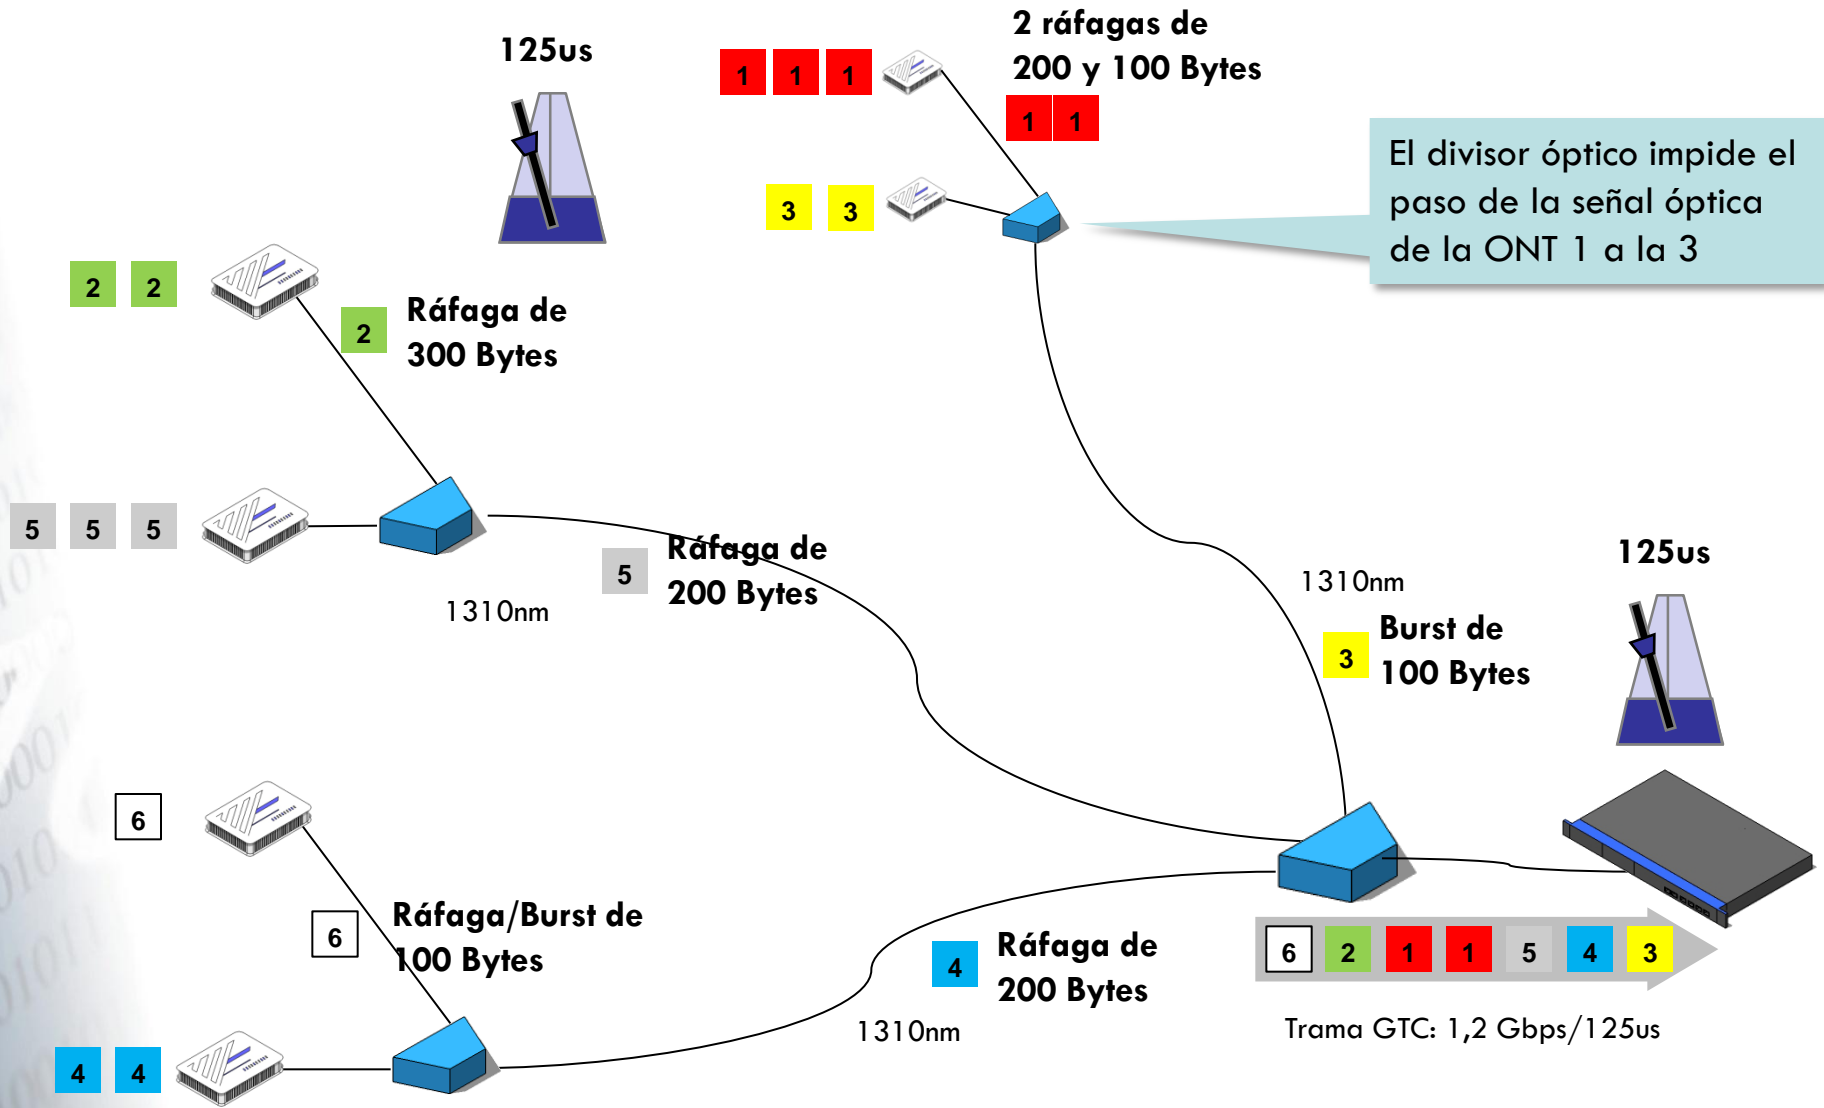 2 ráfagas de
200 y 100 Bytes
125us
1 1 1
1 1
El divisor óptico impide el
paso de la señal óptica
de la ONT 1 a la 3
3 3
2 2
2
Ráfaga de
300 Bytes
5 5 5
5
Ráfaga de
200 Bytes
1310nm
125us
1310nm
3
Burst de
100 Bytes
6
6
Ráfaga/Burst de
100 Bytes
4
Ráfaga de
200 Bytes
1310nm
6 2 1 1 5 4 3
Trama GTC: 1,2 Gbps/125us
4 4